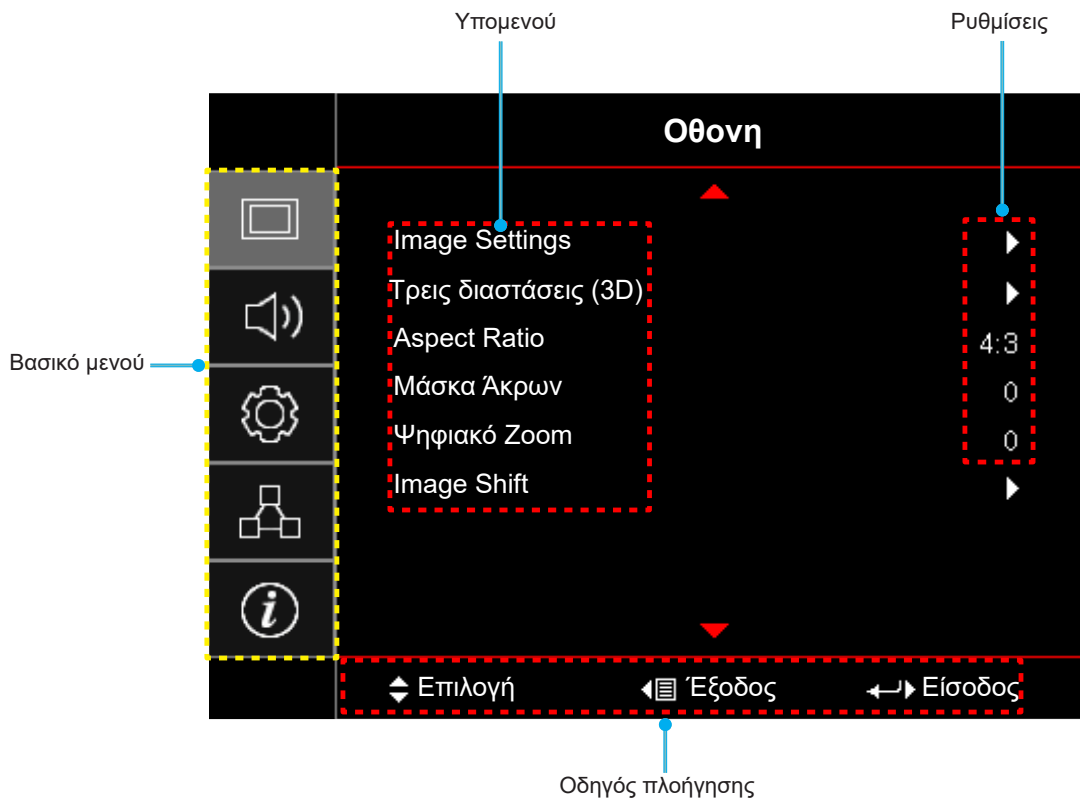 Υπομενού Ρυθμίσεις
Οθονη
Image Settings
Τρεις διαστάσεις (3D)
Aspect Ratio 4:3
Βασικό μενού
Μάσκα Άκρων 0
Ψηφιακό Zoom 0
Image Shift
Επιλογή Έξοδος Είσοδος
Οδηγός πλοήγησης